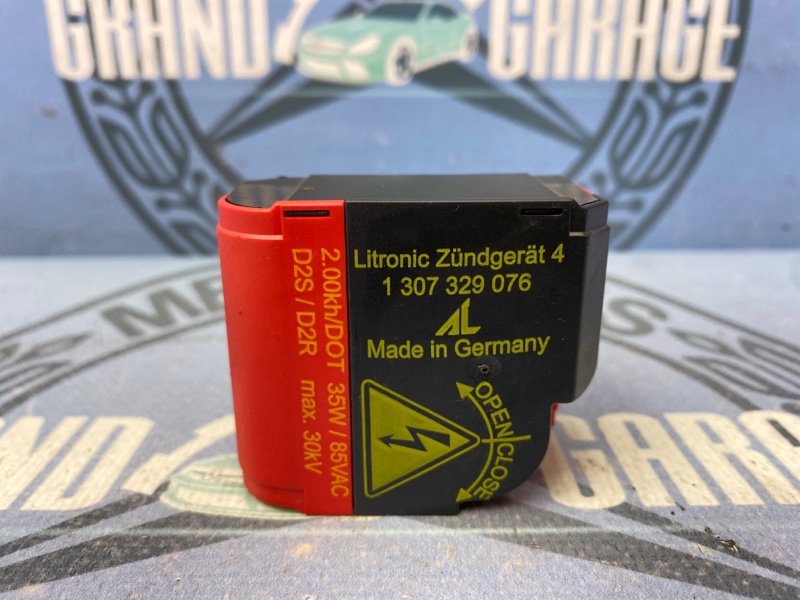 GRAND GARAGE
Litronic Zündgerät 4
1 307 329 076
AL
Made in Germany
2.00kh/DOT 35W / 85VAC
D2S / D2R max. 30kV
OPEN CLOSE